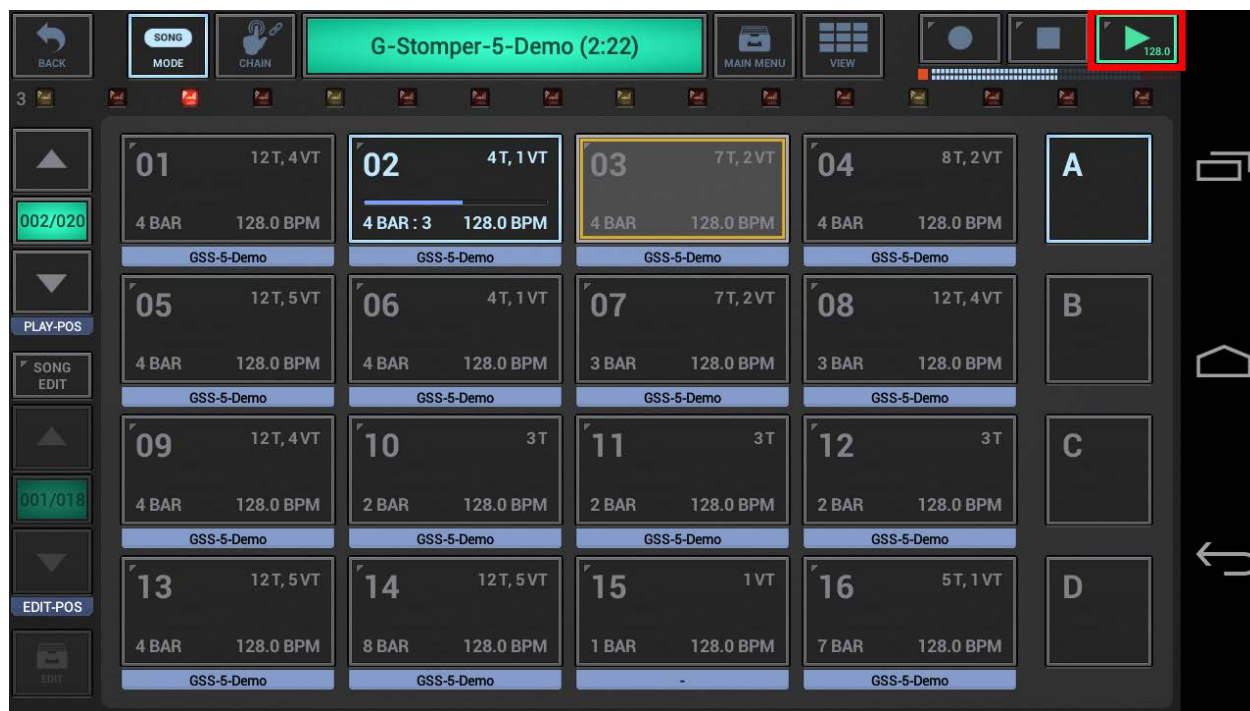 BACK
SONG
MODE
CHAIN
G-Stomper-5-Demo (2:22)
MAIN MENU
VIEW
128.0
3
01 12T, 4VT
4 BAR 128.0 BPM
GSS-5-Demo
02 4T, 1VT
4 BAR : 3 128.0 BPM
GSS-5-Demo
03 7T, 2VT
4 BAR 128.0 BPM
GSS-5-Demo
04 8T, 2VT
4 BAR 128.0 BPM
GSS-5-Demo
A
002/020
PLAY-POS
05 12T, 5VT
4 BAR 128.0 BPM
GSS-5-Demo
06 4T, 1VT
4 BAR 128.0 BPM
GSS-5-Demo
07 7T, 2VT
3 BAR 128.0 BPM
GSS-5-Demo
08 12T, 4VT
3 BAR 128.0 BPM
GSS-5-Demo
B
SONG
EDIT
09 12T, 4VT
4 BAR 128.0 BPM
GSS-5-Demo
10 3T
2 BAR 128.0 BPM
GSS-5-Demo
11 3T
2 BAR 128.0 BPM
GSS-5-Demo
12 3T
2 BAR 128.0 BPM
GSS-5-Demo
C
001/018
EDIT-POS
13 12T, 5VT
4 BAR 128.0 BPM
GSS-5-Demo
14 12T, 5VT
8 BAR 128.0 BPM
GSS-5-Demo
15 1VT
1 BAR 128.0 BPM
-
16 5T, 1VT
7 BAR 128.0 BPM
GSS-5-Demo
D
EDIT